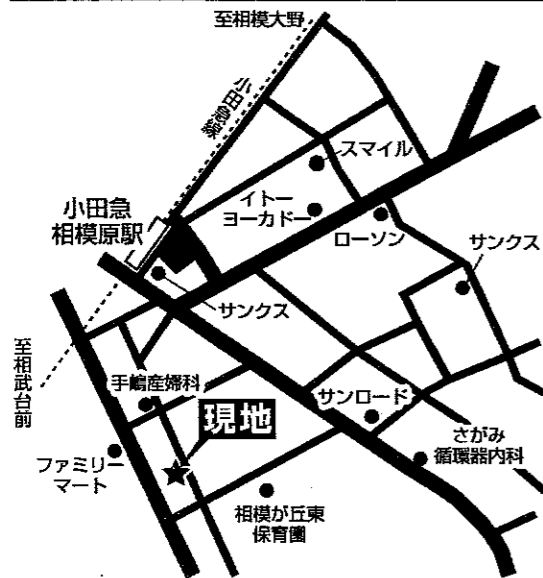 至相模大野
小田急線
スマイル
イトー
ヨーカドー
小田急
相模原駅
ローソン
サンクス
サンクス
至相武台前
手嶋産婦科
サンロード
現地
さがみ
循環器内科
ファミリー
マート
相模が丘東
保育園